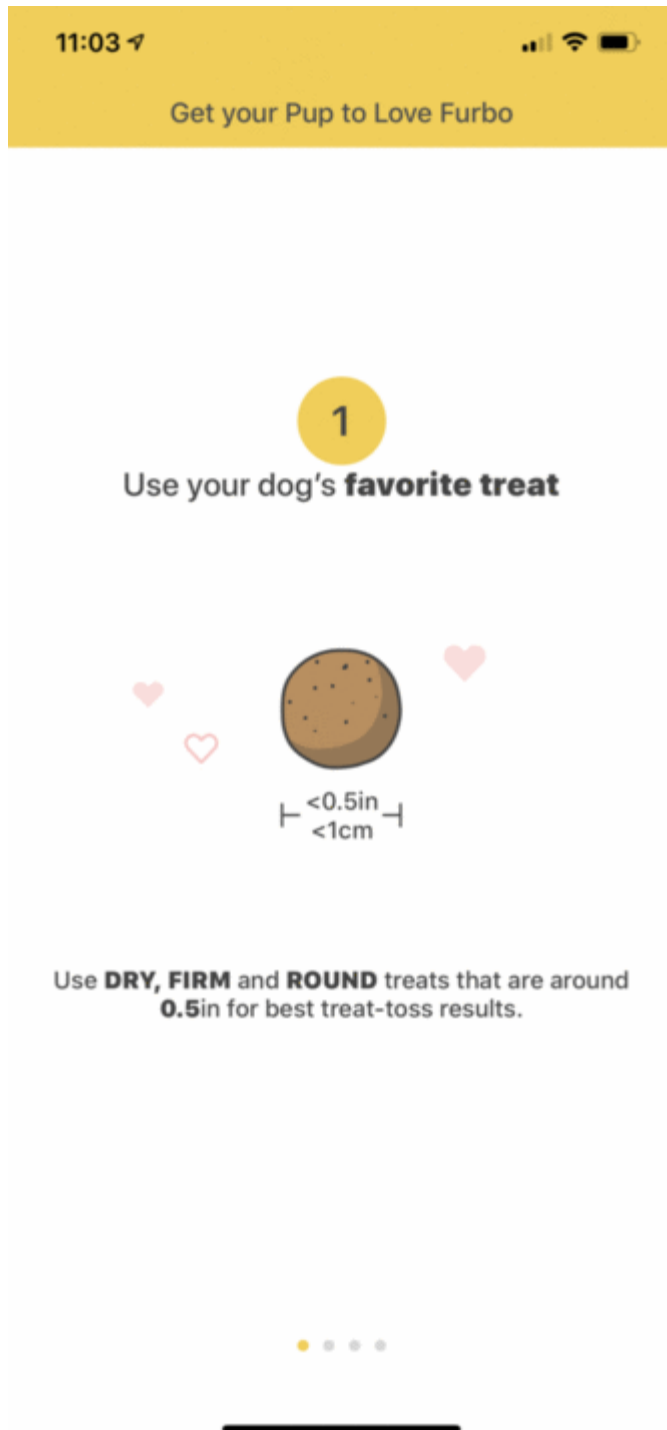 11:03
Get your Pup to Love Furbo
1
Use your dog's favorite treat
<0.5in
<1cm
Use DRY, FIRM and ROUND treats that are around
0.5in for best treat-toss results.